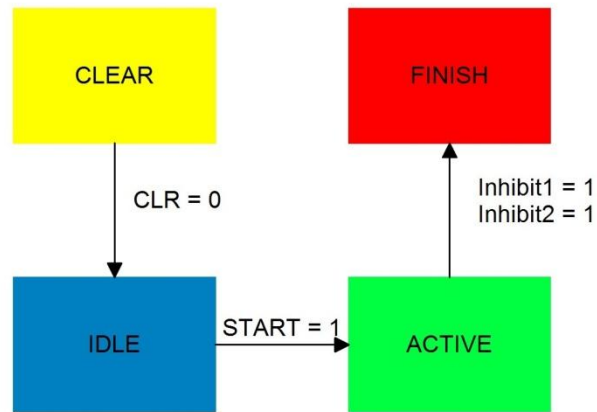 CLEAR
FINISH
CLR = 0
Inhibit1 = 1
Inhibit2 = 1
IDLE
START = 1
ACTIVE